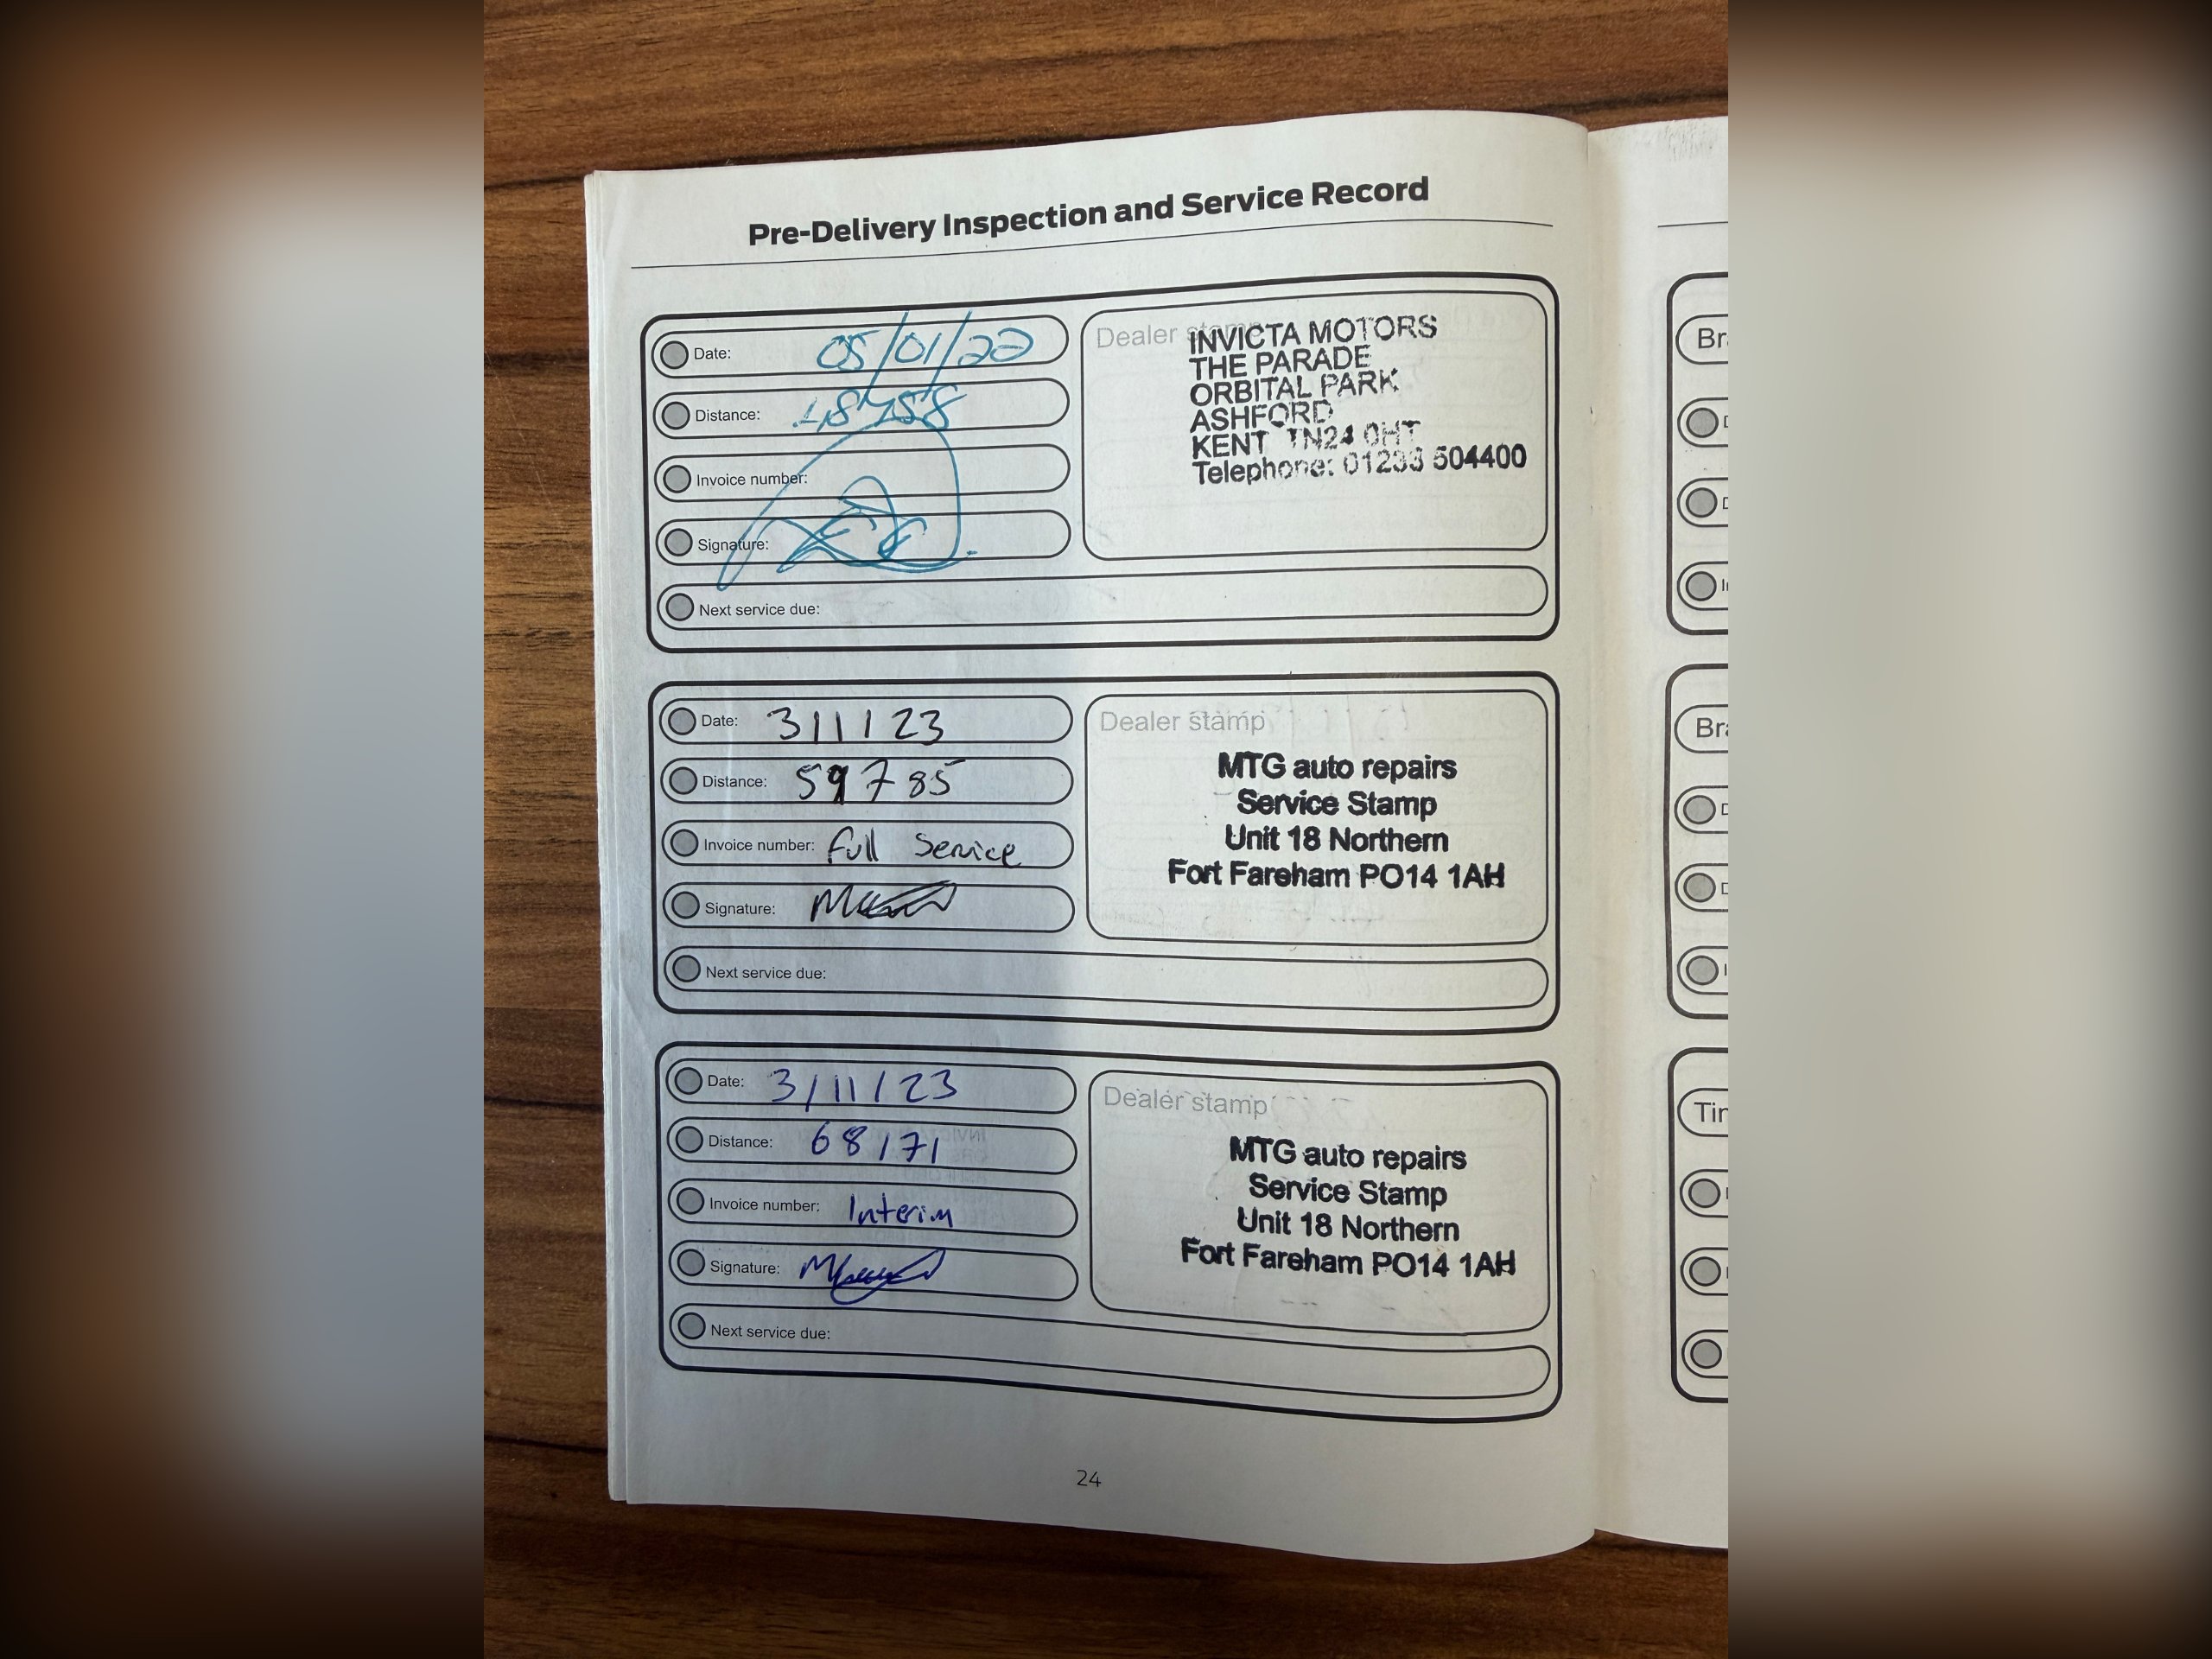 Pre-Delivery Inspection and Service Record
Date: 05/01/22
Distance:
Invoice number:
Signature:
Next service due:
Dealer stamp
INVICTA MOTORS
THE PARADE
ORBITAL PARK
ASHFORD
KENT TN24 0HT
Telephone: 01233 504400
Date: 3/1/23
Distance: 59785
Invoice number: Full Service
Signature:
Next service due:
Dealer stamp
MTG auto repairs
Service Stamp
Unit 18 Northern
Fort Fareham PO14 1AH
Date: 3/11/23
Distance: 68171
Invoice number: Interim
Signature:
Next service due:
Dealer stamp
MTG auto repairs
Service Stamp
Unit 18 Northern
Fort Fareham PO14 1AH
24